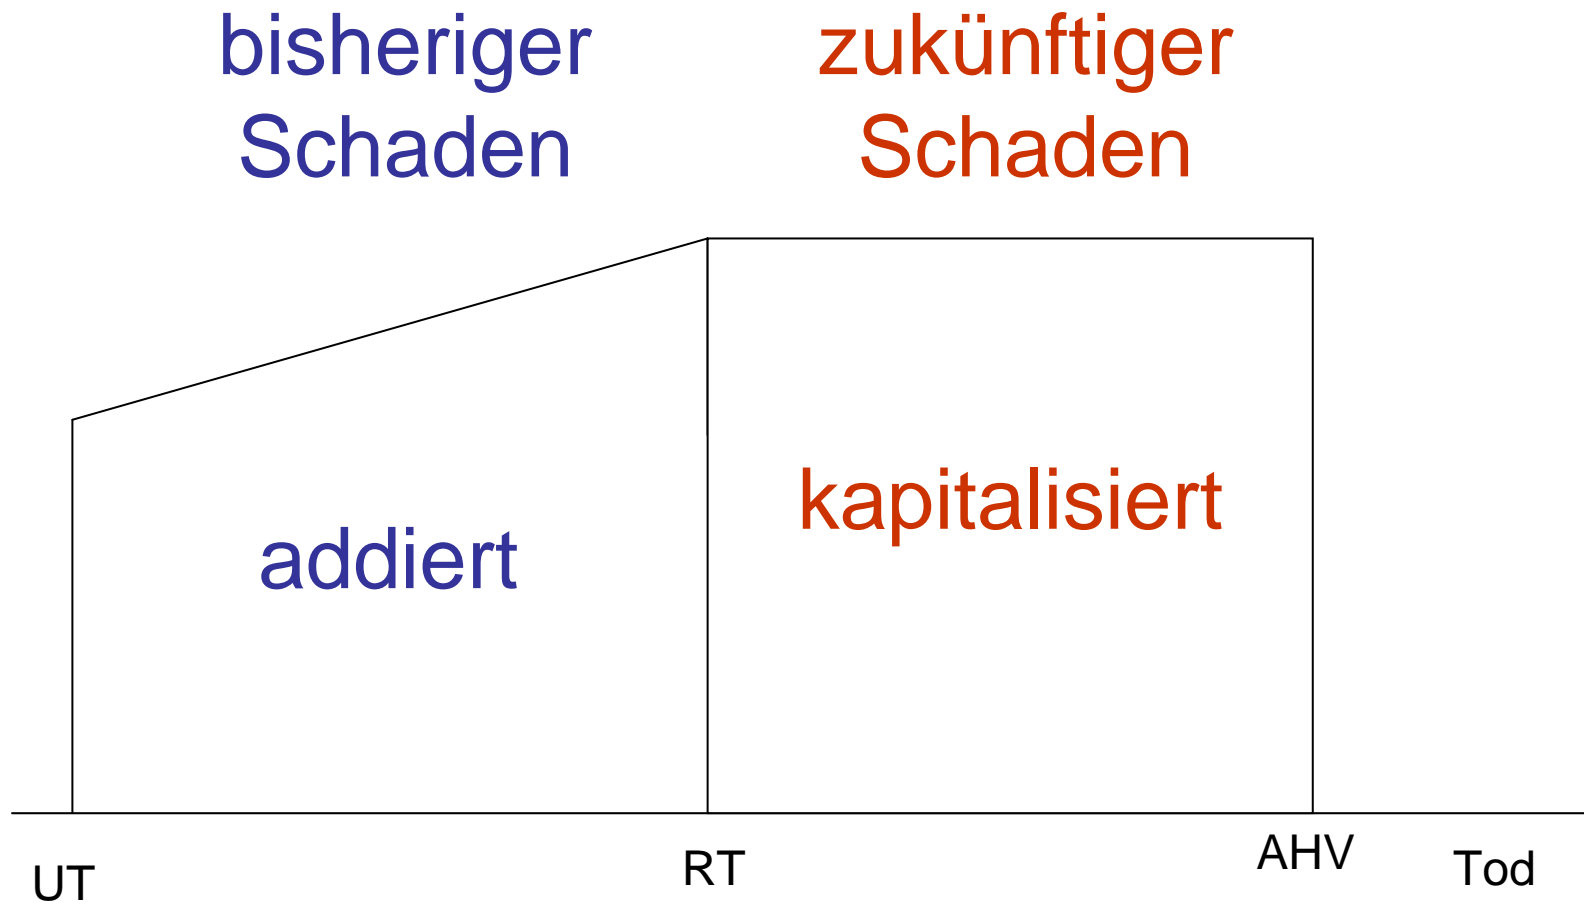 bisheriger
Schaden
zukünftiger
Schaden
addiert
kapitalisiert
UT
RT
AHV
Tod